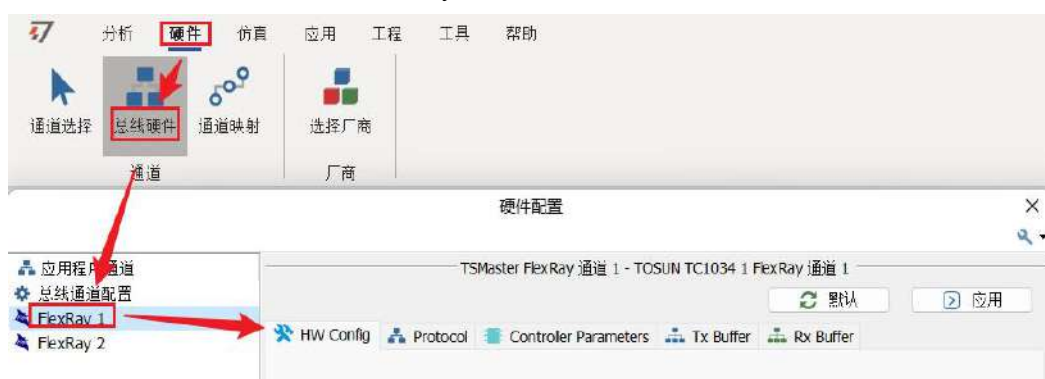 分析 硬件 仿真 应用 工程 工具 帮助
通道选择 总线硬件 通道映射 选择厂商
通道 厂商
硬件配置
TSMaster FlexRay 通道 1 - TOSUN TC1034 1 FlexRay 通道 1
应用程序通道
默认 应用
总线通道配置
FlexRay 1
HW Config Protocol Controler Parameters Tx Buffer Rx Buffer
FlexRay 2